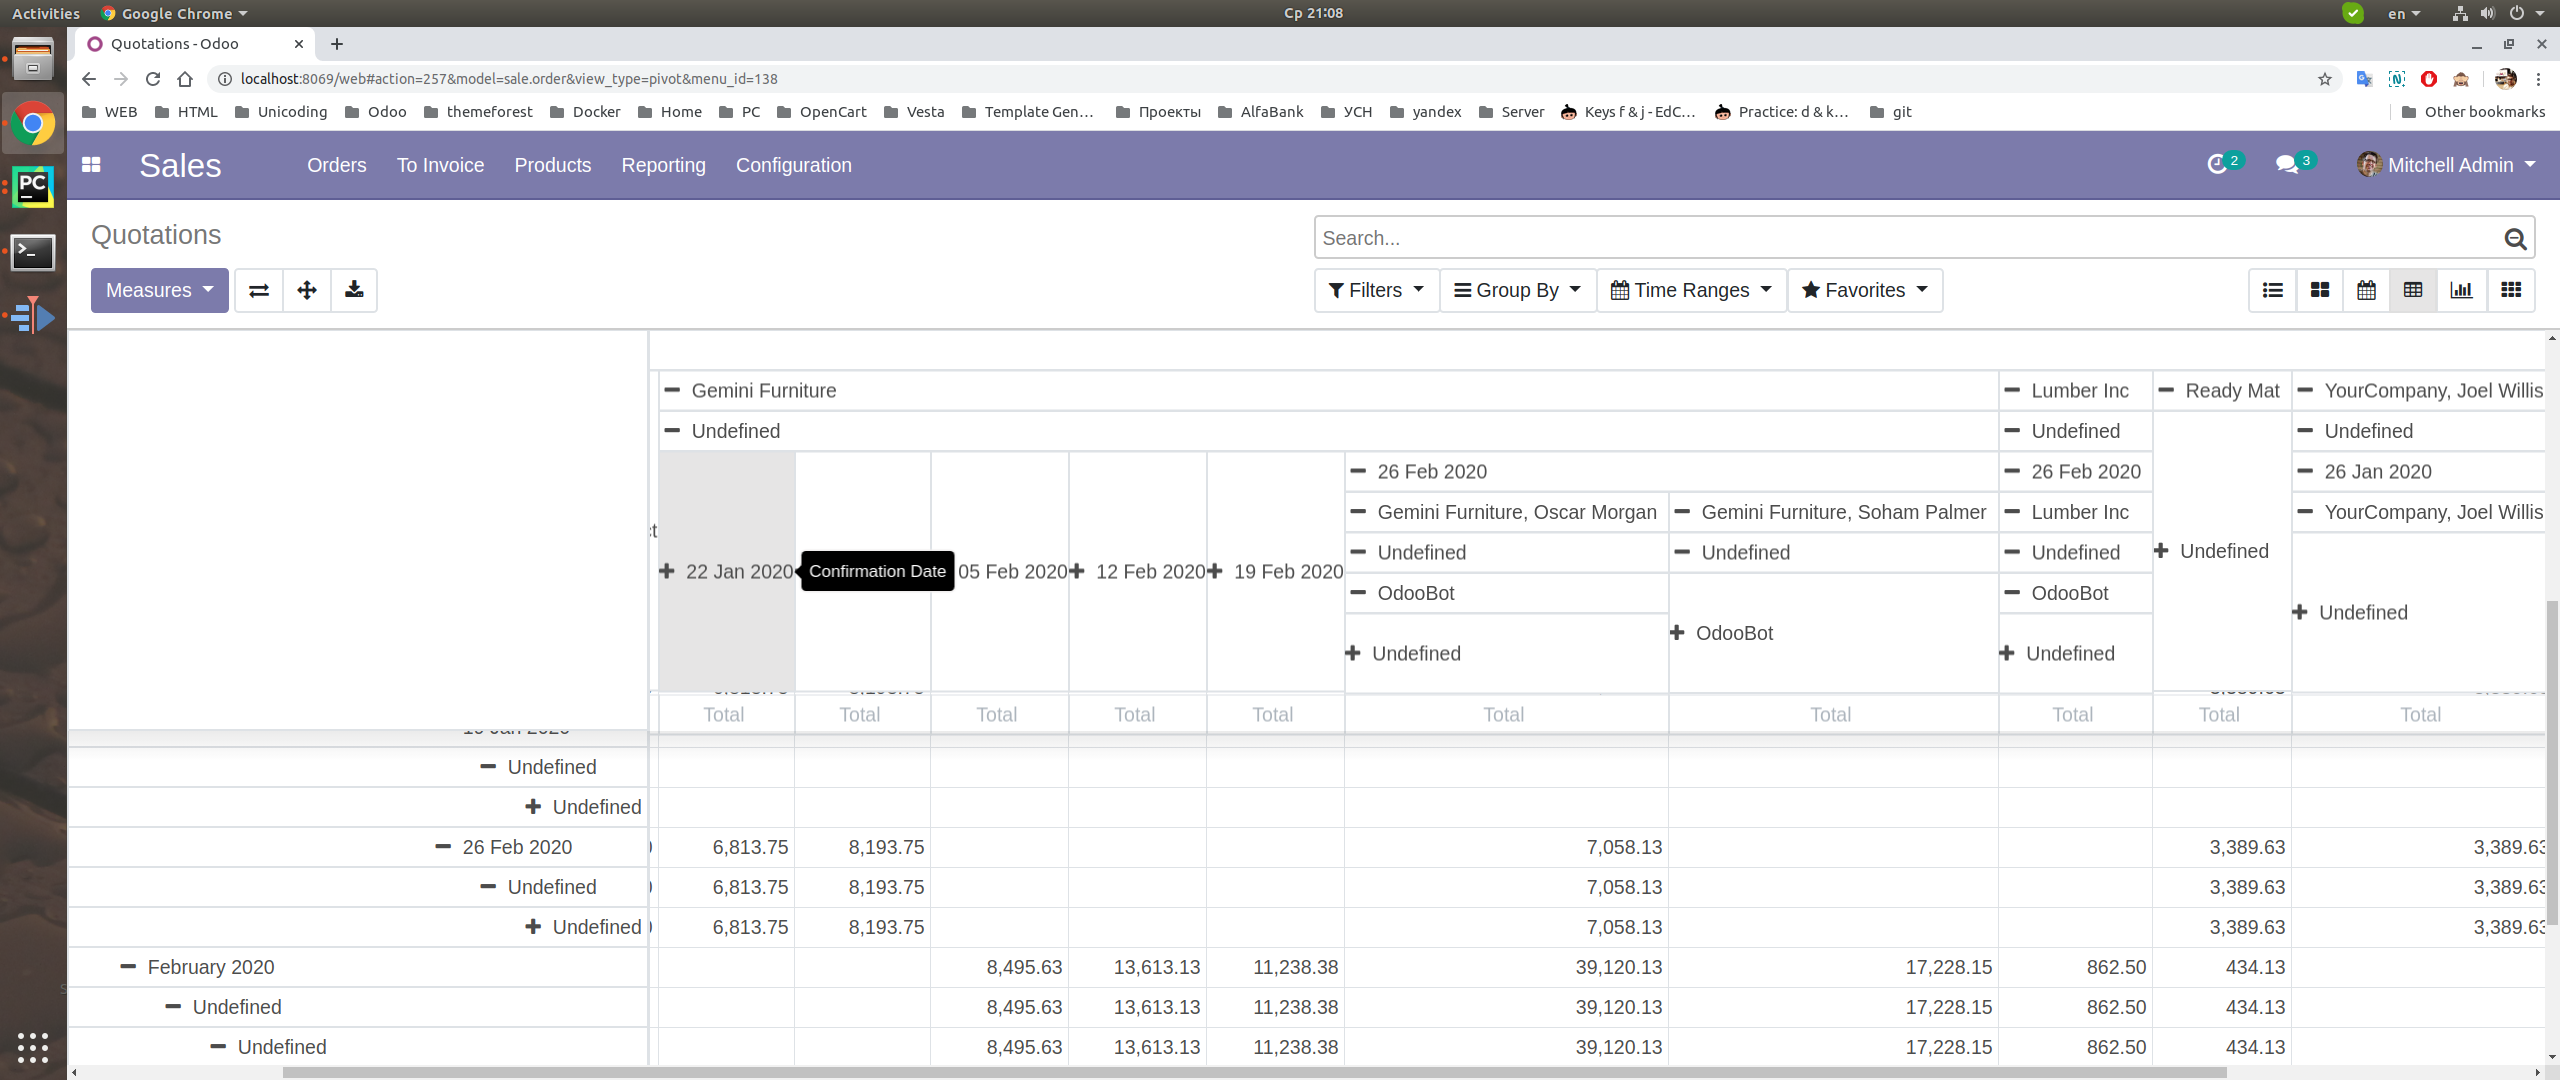 Activities Google Chrome Ср 21:08 en
Quotations - Odoo
localhost:8069/web#action=257&model=sale.order&view_type=pivot&menu_id=138
WEB HTML Unicoding Odoo themeforest Docker Home PC OpenCart Vesta Template Gen... Проекты AlfaBank УСН yandex Server Keys f & j - EdC... Practice: d & k... git Other bookmarks
Sales Orders To Invoice Products Reporting Configuration 2 3 Mitchell Admin
Quotations Search...
Measures Filters Group By Time Ranges Favorites
Gemini Furniture Lumber Inc Ready Mat YourCompany, Joel Willis
Undefined Undefined Undefined
26 Feb 2020 26 Feb 2020 26 Jan 2020
Gemini Furniture, Oscar Morgan Gemini Furniture, Soham Palmer Lumber Inc YourCompany, Joel Willis
Undefined Undefined Undefined Undefined
22 Jan 2020 Confirmation Date 05 Feb 2020 12 Feb 2020 19 Feb 2020
OdooBot OdooBot Undefined
OdooBot
Undefined Undefined
Total Total Total Total Total Total Total Total Total Total
Undefined
Undefined
26 Feb 2020 6,813.75 8,193.75 7,058.13 3,389.63 3,389.63
Undefined 6,813.75 8,193.75 7,058.13 3,389.63 3,389.63
Undefined 6,813.75 8,193.75 7,058.13 3,389.63 3,389.63
February 2020 8,495.63 13,613.13 11,238.38 39,120.13 17,228.15 862.50 434.13
Undefined 8,495.63 13,613.13 11,238.38 39,120.13 17,228.15 862.50 434.13
Undefined 8,495.63 13,613.13 11,238.38 39,120.13 17,228.15 862.50 434.13